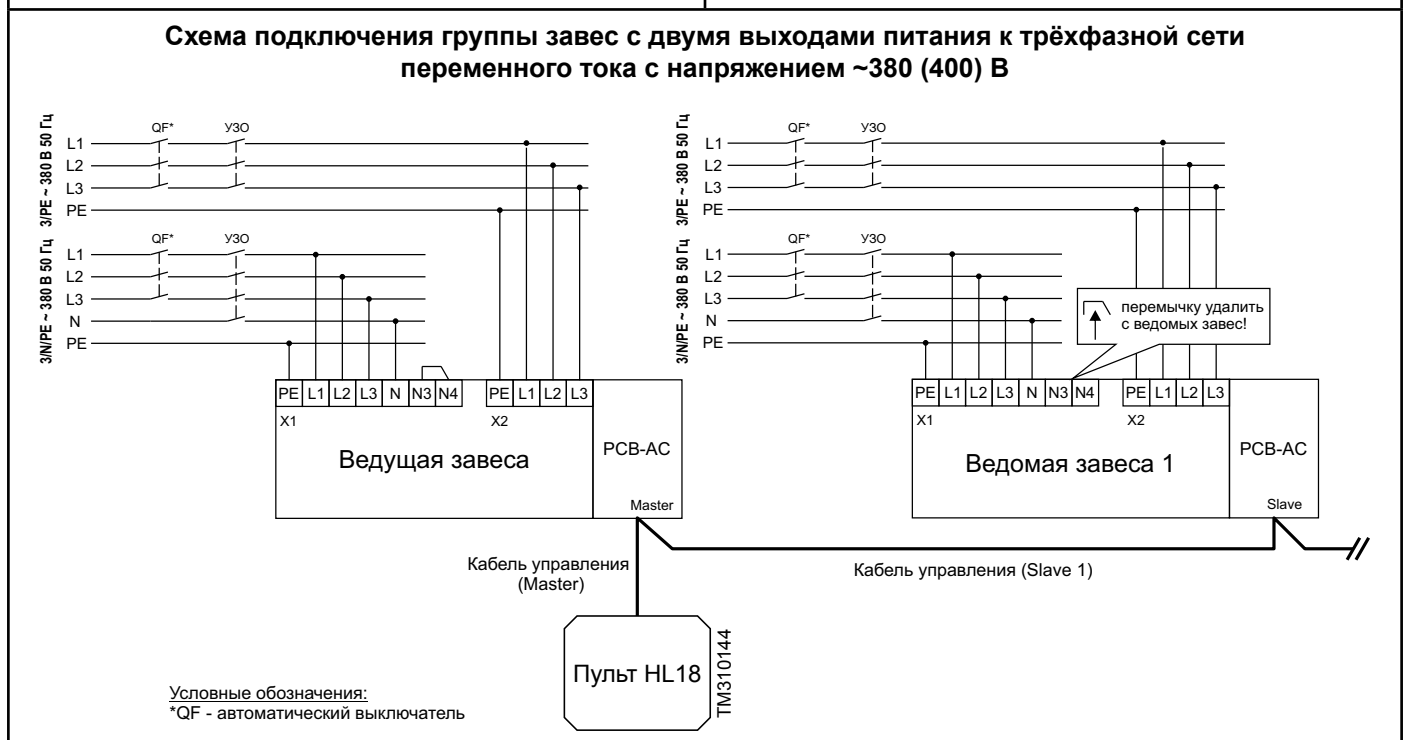 Схема подключения группы завес с двумя выходами питания к трёхфазной сети
переменного тока с напряжением ~380 (400) В
3/PE ~ 380 В 50 Гц
QF*
УЗО
L1
L2
L3
PE
3/N/PE ~ 380 В 50 Гц
QF*
УЗО
L1
L2
L3
N
PE
PE L1 L2 L3 N N3 N4
PE L1 L2 L3
X1
X2
Ведущая завеса
PCB-AC
Master
3/PE ~ 380 В 50 Гц
QF*
УЗО
L1
L2
L3
PE
3/N/PE ~ 380 В 50 Гц
QF*
УЗО
L1
L2
L3
N
PE
перемычку удалить
с ведомых завес!
PE L1 L2 L3 N N3 N4
PE L1 L2 L3
X1
X2
Ведомая завеса 1
PCB-AC
Slave
Кабель управления
(Master)
Кабель управления (Slave 1)
Пульт HL18
TM310144
Условные обозначения:
*QF - автоматический выключатель